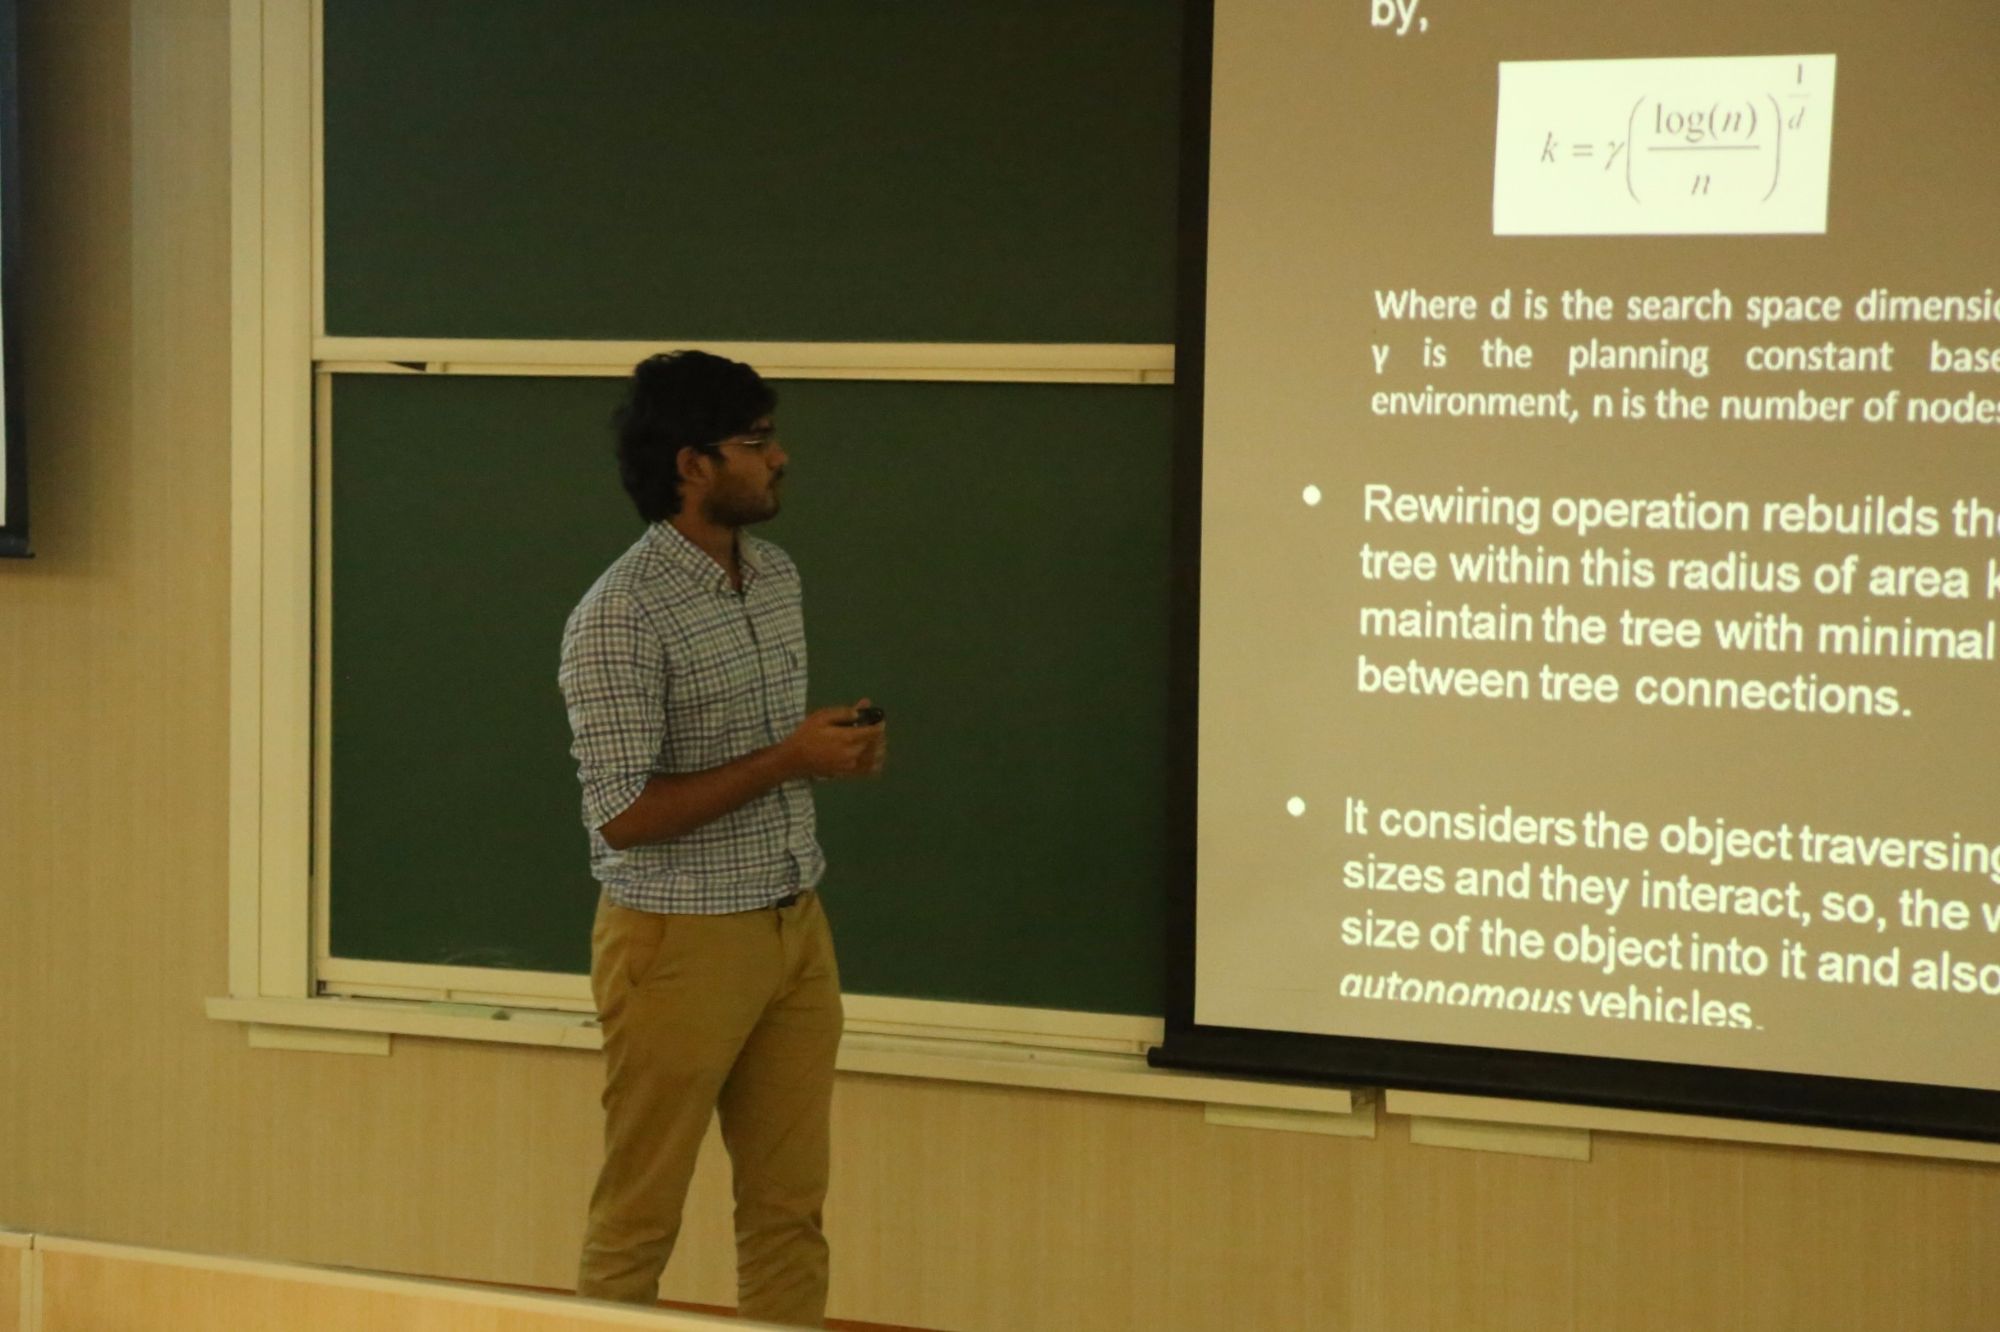 by,
k = γ(log(n)/n)^(1/d)
Where d is the search space
γ is the planning constant
environment, n is the number of
Rewiring operation rebuilds
tree within this radius of area
maintain the tree with minimal
between tree connections.
It considers the object
sizes and they interact, so, the
size of the object into it and also
autonomous vehicles.